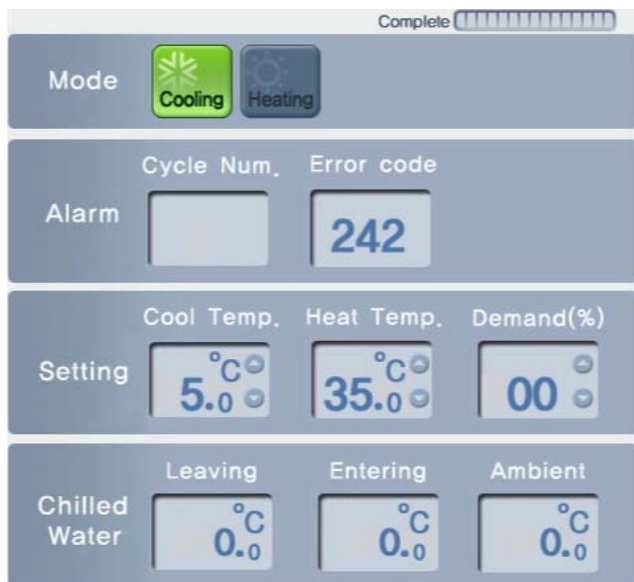 Complete
Mode Cooling Heating
Cycle Num. Error code
Alarm 242
Cool Temp. Heat Temp. Demand(%)
Setting 5.0 °C 35.0 °C 00
Leaving Entering Ambient
Chilled Water 0.0 °C 0.0 °C 0.0 °C